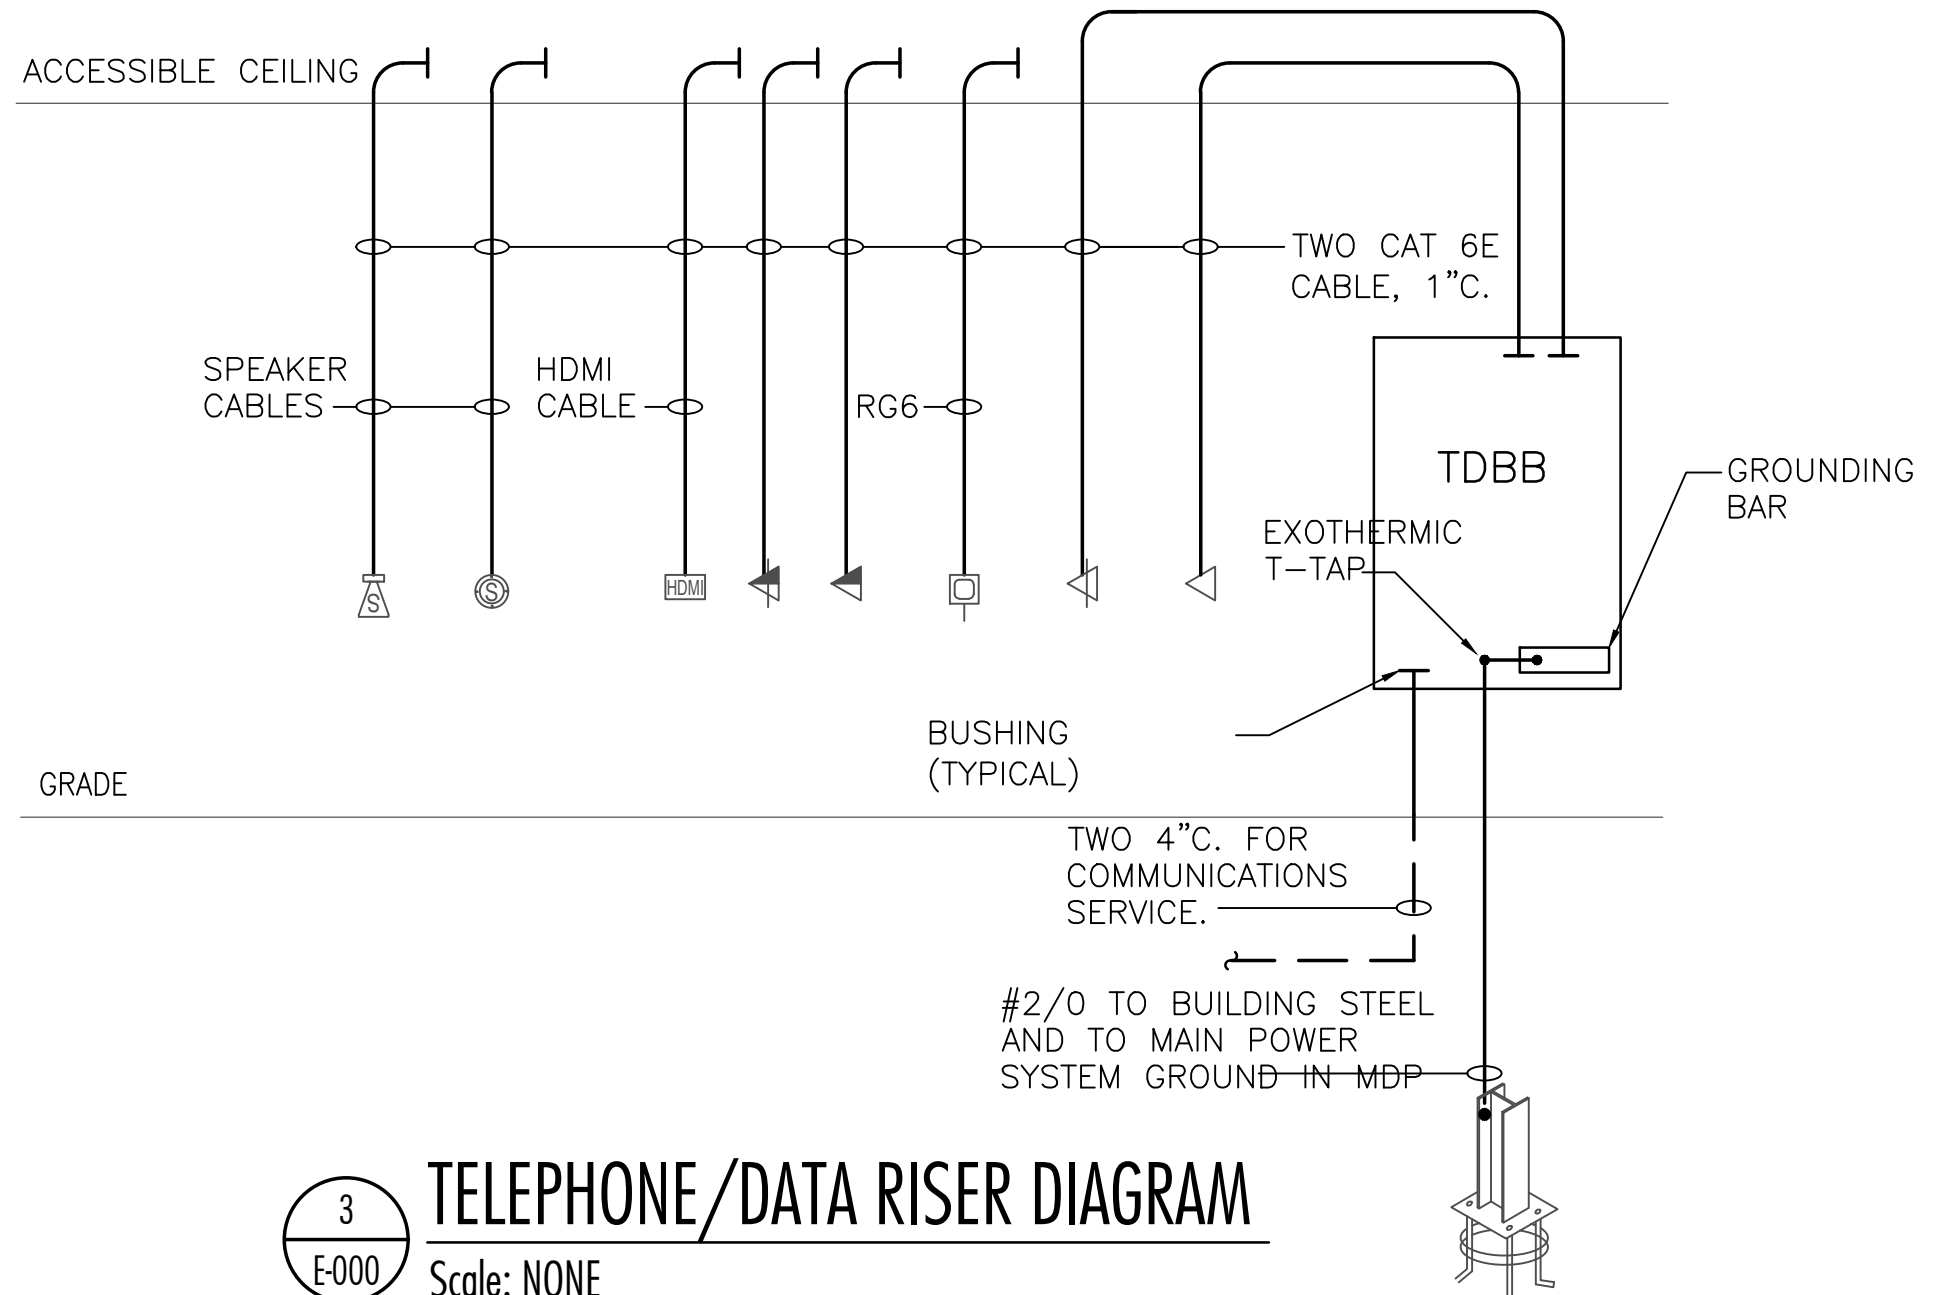 ACCESSIBLE CEILING
TWO CAT 6E
CABLE, 1"C.
SPEAKER
CABLES
HDMI
CABLE
RG6
TDBB
GROUNDING
BAR
EXOTHERMIC
T-TAP
S
S
HDMI
BUSHING
(TYPICAL)
GRADE
TWO 4"C. FOR
COMMUNICATIONS
SERVICE.
#2/0 TO BUILDING STEEL
AND TO MAIN POWER
SYSTEM GROUND IN MDP
3
E-000
TELEPHONE/DATA RISER DIAGRAM
Scale: NONE